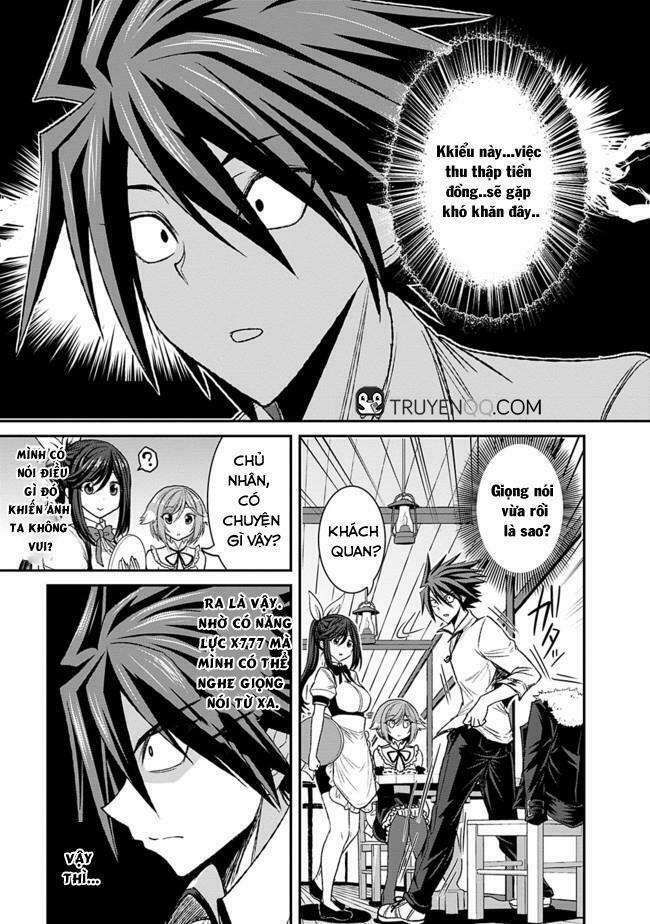 Kkiểu này...việc
thu thập tiền
đồng..sẽ gặp
khó khăn đây..
TRUYENQQ.COM
Giọng nói
vừa rồi
là sao?
KHÁCH
QUAN?
ガタッ
CHỦ
NHÂN,
CÓ
CHUYỆN
GÌ VẬY?
?
MÌNH CÓ
NÓI ĐIỀU
GÌ ĐÓ
KHIẾN ANH
TA KHÔNG
VUI?
RA LÀ VẬY.
NHỜ CÓ NĂNG
LỰC X777 MÀ
MÌNH CÓ THỂ
NGHE GIỌNG
NÓI TỪ XA.
VẬY
THÌ...